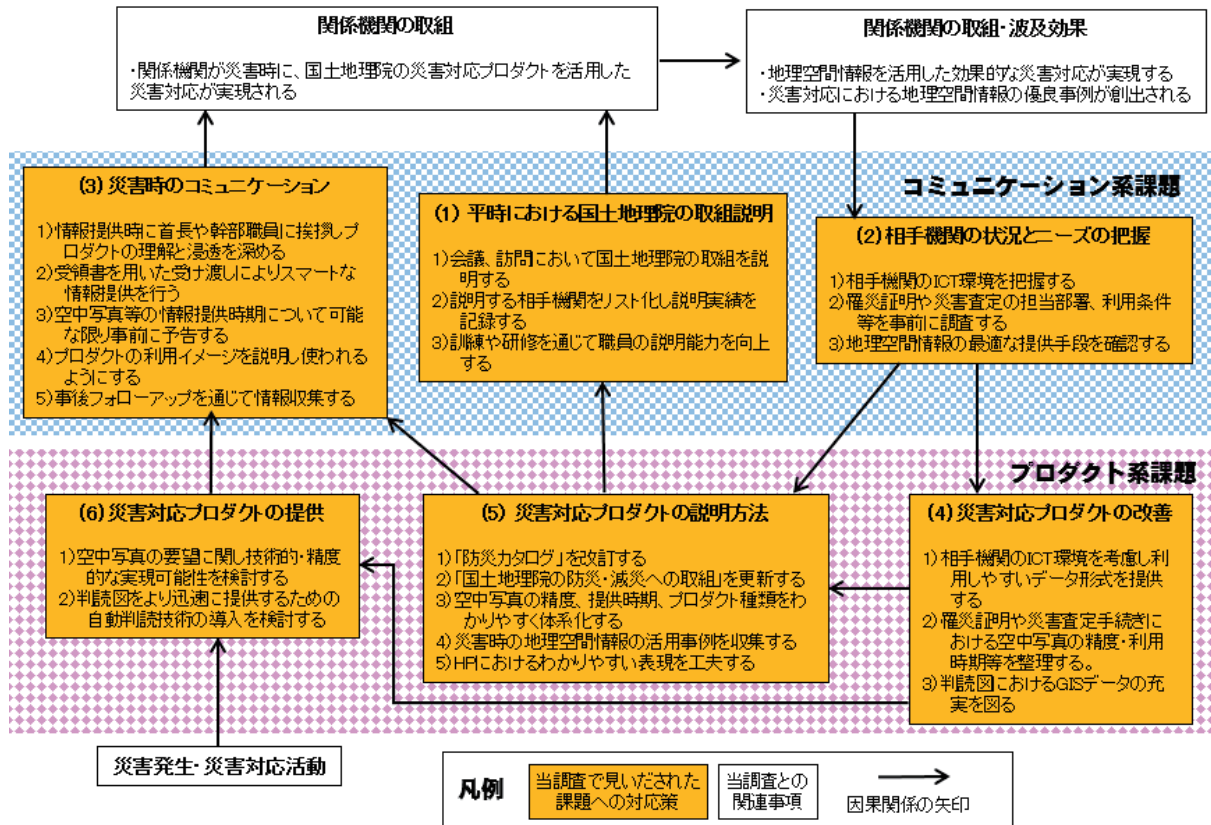 関係機関の取組
・関係機関が災害時に、国土地理院の災害対応プロダクトを活用した
災害対応が実現される
関係機関の取組・波及効果
・地理空間情報を活用した効果的な災害対応が実現する
・災害対応における地理空間情報の優良事例が創出される
コミュニケーション系課題
(3) 災害時のコミュニケーション
1)情報提供時に首長や幹部職員に挨拶しプ
ロダクトの理解と浸透を深める
2)受領書を用いた受け渡しによりスマートな
情報提供を行う
3)空中写真等の情報提供時期について可能
な限り事前に予告する
4)プロダクトの利用イメージを説明し使われる
ようにする
5)事後フォローアップを通じて情報収集する
(1) 平時における国土地理院の取組説明
1)会議、訪問において国土地理院の取組を説
明する
2)説明する相手機関をリスト化し説明実績を
記録する
3)訓練や研修を通じて職員の説明能力を向上
する
(2)相手機関の状況とニーズの把握
1)相手機関のICT環境を把握する
2)罹災証明や災害査定の担当部署、利用条件
等を事前に調査する
3)地理空間情報の最適な提供手段を確認する
プロダクト系課題
(6) 災害対応プロダクトの提供
1)空中写真の要望に関し技術的・精度
的な実現可能性を検討する
2)判読図をより迅速に提供するための
自動判読技術の導入を検討する
(5) 災害対応プロダクトの説明方法
1)「防災カタログ」を改訂する
2)「国土地理院の防災・減災への取組」を更新する
3)空中写真の精度、提供時期、プロダクト種類をわ
かりやすく体系化する
4)災害時の地理空間情報の活用事例を収集する
5)HPにおけるわかりやすい表現を工夫する
(4)災害対応プロダクトの改善
1)相手機関のICT環境を考慮し利
用しやすいデータ形式を提供
する
2)罹災証明や災害査定手続きに
おける空中写真の精度・利用
時期等を整理する。
3)判読図におけるGISデータの充
実を図る
災害発生・災害対応活動
凡例
当調査で見いだされた
課題への対応策
当調査との
関連事項
因果関係の矢印